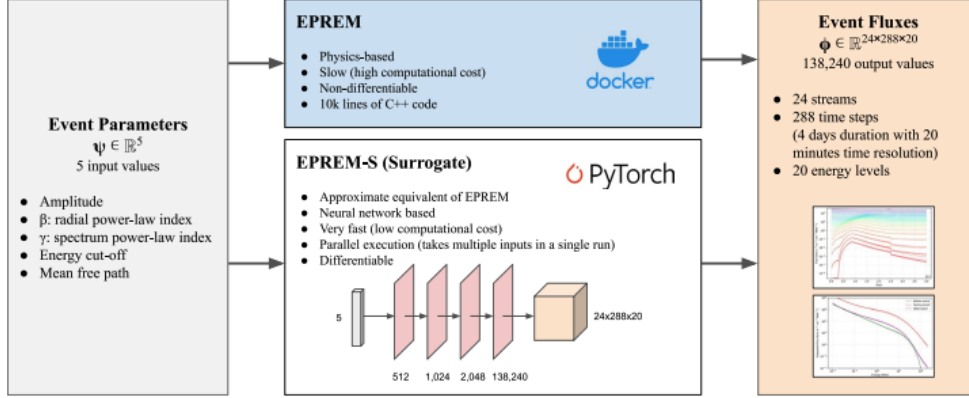 Event Parameters
ψ ∈ ℝ⁵
5 input values
● Amplitude
● β: radial power-law index
● γ: spectrum power-law index
● Energy cut-off
● Mean free path
EPREM
● Physics-based
● Slow (high computational cost)
● Non-differentiable
● 10k lines of C++ code
docker
EPREM-S (Surrogate)
PyTorch
● Approximate equivalent of EPREM
● Neural network based
● Very fast (low computational cost)
● Parallel execution (takes multiple inputs in a single run)
● Differentiable
5
24x288x20
512 1,024 2,048 138,240
Event Fluxes
ϕ ∈ ℝ²⁴ˣ²⁸⁸ˣ²⁰
138,240 output values
● 24 streams
● 288 time steps
(4 days duration with 20
minutes time resolution)
● 20 energy levels